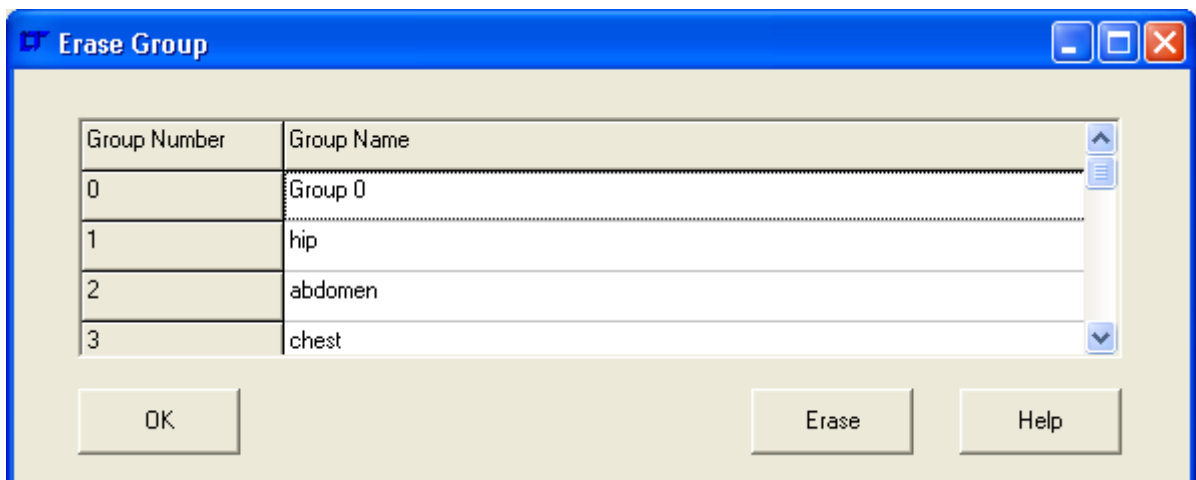 Erase Group
Group Number Group Name
0 Group 0
1 hip
2 abdomen
3 chest
OK Erase Help